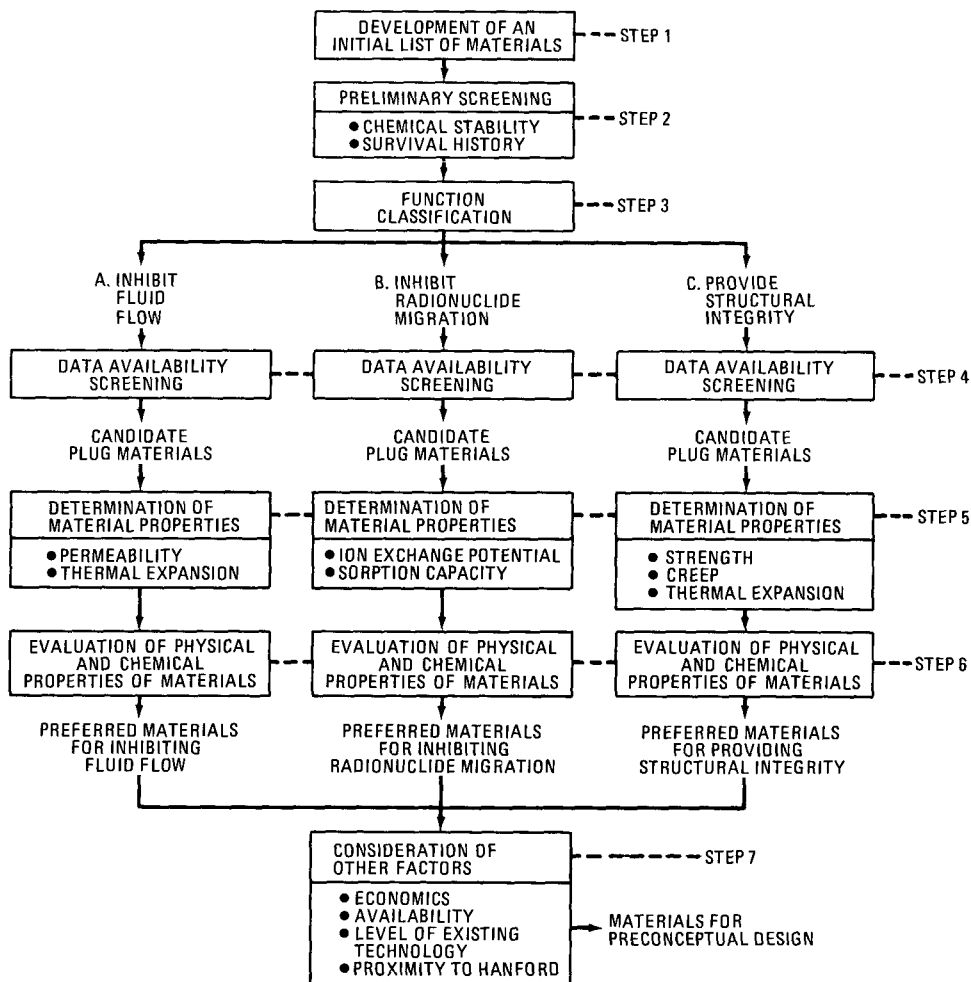 DEVELOPMENT OF AN
INITIAL LIST OF MATERIALS
STEP 1
PRELIMINARY SCREENING
● CHEMICAL STABILITY
● SURVIVAL HISTORY
STEP 2
FUNCTION
CLASSIFICATION
STEP 3
A. INHIBIT
FLUID
FLOW
B. INHIBIT
RADIONUCLIDE
MIGRATION
C. PROVIDE
STRUCTURAL
INTEGRITY
DATA AVAILABILITY
SCREENING
DATA AVAILABILITY
SCREENING
DATA AVAILABILITY
SCREENING
STEP 4
CANDIDATE
PLUG MATERIALS
CANDIDATE
PLUG MATERIALS
CANDIDATE
PLUG MATERIALS
DETERMINATION OF
MATERIAL PROPERTIES
● PERMEABILITY
● THERMAL EXPANSION
DETERMINATION OF
MATERIAL PROPERTIES
● ION EXCHANGE POTENTIAL
● SORPTION CAPACITY
DETERMINATION OF
MATERIAL PROPERTIES
● STRENGTH
● CREEP
● THERMAL EXPANSION
STEP 5
EVALUATION OF PHYSICAL
AND CHEMICAL
PROPERTIES OF MATERIALS
EVALUATION OF PHYSICAL
AND CHEMICAL
PROPERTIES OF MATERIALS
EVALUATION OF PHYSICAL
AND CHEMICAL
PROPERTIES OF MATERIALS
STEP 6
PREFERRED MATERIALS
FOR INHIBITING
FLUID FLOW
PREFERRED MATERIALS
FOR INHIBITING
RADIONUCLIDE MIGRATION
PREFERRED MATERIALS
FOR PROVIDING
STRUCTURAL INTEGRITY
CONSIDERATION OF
OTHER FACTORS
● ECONOMICS
● AVAILABILITY
● LEVEL OF EXISTING
TECHNOLOGY
● PROXIMITY TO HANFORD
STEP 7
MATERIALS FOR
PRECONCEPTUAL DESIGN